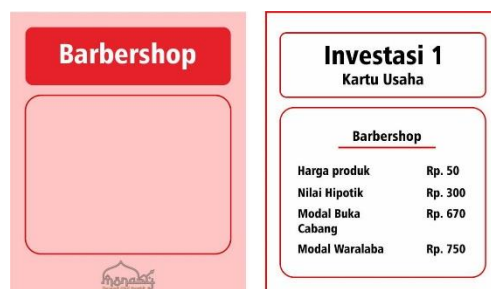 Barbershop
Investasi 1
Kartu Usaha
Barbershop
Harga produk Rp. 50
Nilai Hipotik Rp. 300
Modal Buka Rp. 670
Cabang
Modal Waralaba Rp. 750